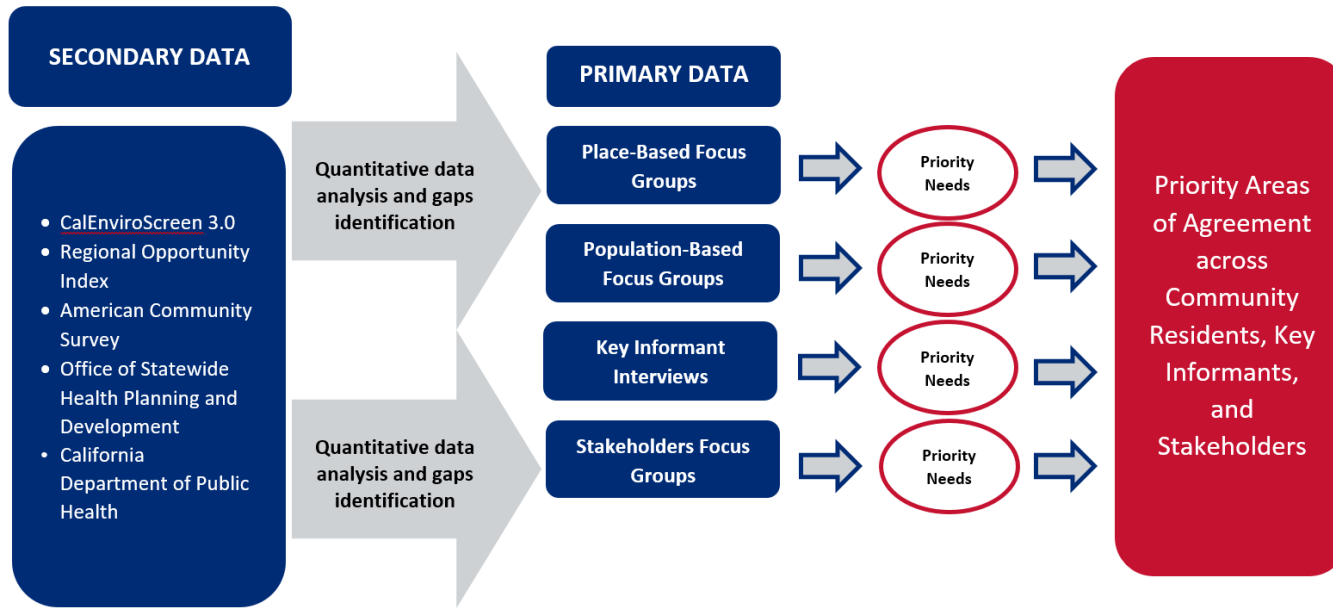 SECONDARY DATA
• CalEnviroScreen 3.0
• Regional Opportunity
Index
• American Community
Survey
• Office of Statewide
Health Planning and
Development
• California
Department of Public
Health
Quantitative data
analysis and gaps
identification
Quantitative data
analysis and gaps
identification
PRIMARY DATA
Place-Based Focus
Groups
Priority
Needs
Population-Based
Focus Groups
Priority
Needs
Key Informant
Interviews
Priority
Needs
Stakeholders Focus
Groups
Priority
Needs
Priority Areas
of Agreement
across
Community
Residents, Key
Informants,
and
Stakeholders